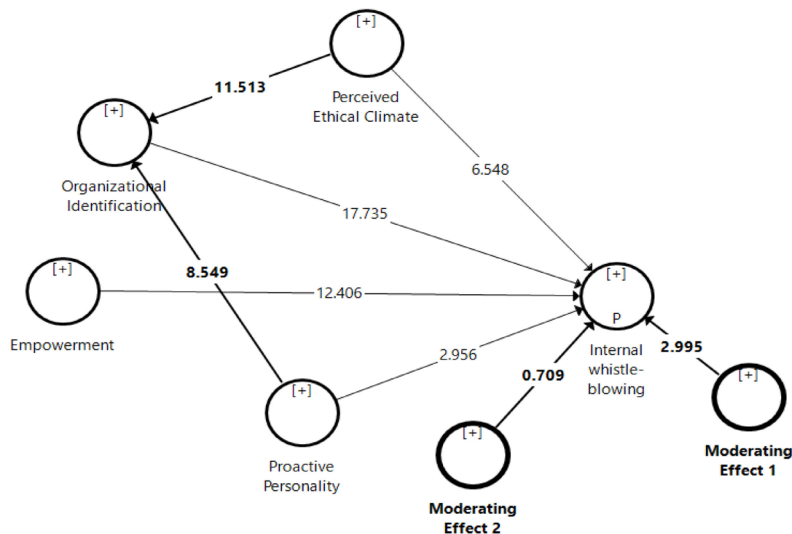 [+]
Perceived
Ethical Climate
11.513
[+]
Organizational
Identification
6.548
17.735
8.549
[+]
Empowerment
12.406
[+]
P
Internal
whistle-
blowing
2.956
0.709
2.995
[+]
Proactive
Personality
[+]
Moderating
Effect 1
[+]
Moderating
Effect 2